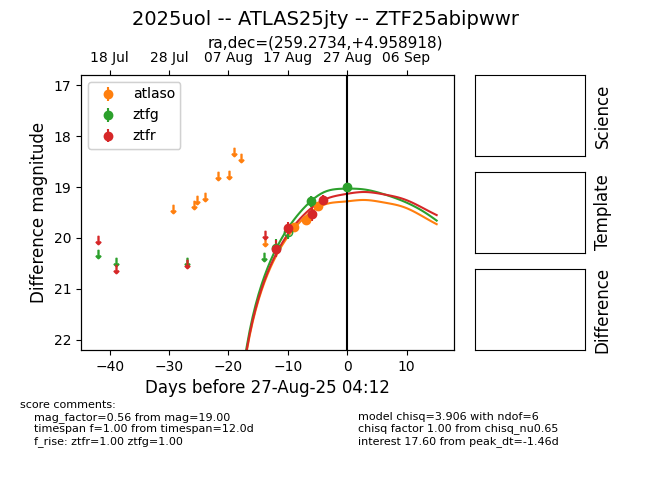 2025uol -- ATLAS25jty -- ZTF25abipwwr
ra,dec=(259.2734,+4.958918)
18 Jul 28 Jul 07 Aug 17 Aug 27 Aug 06 Sep
atlaso
ztfg
ztfr
17
18
19
20
21
22
Difference magnitude
−40 −30 −20 −10 0 10
Days before 27-Aug-25 04:12
Science
Template
Difference
score comments:
mag_factor=0.56 from mag=19.00
timespan f=1.00 from timespan=12.0d
f_rise: ztfr=1.00 ztfg=1.00
model chisq=3.906 with ndof=6
chisq factor 1.00 from chisq_nu0.65
interest 17.60 from peak_dt=-1.46d